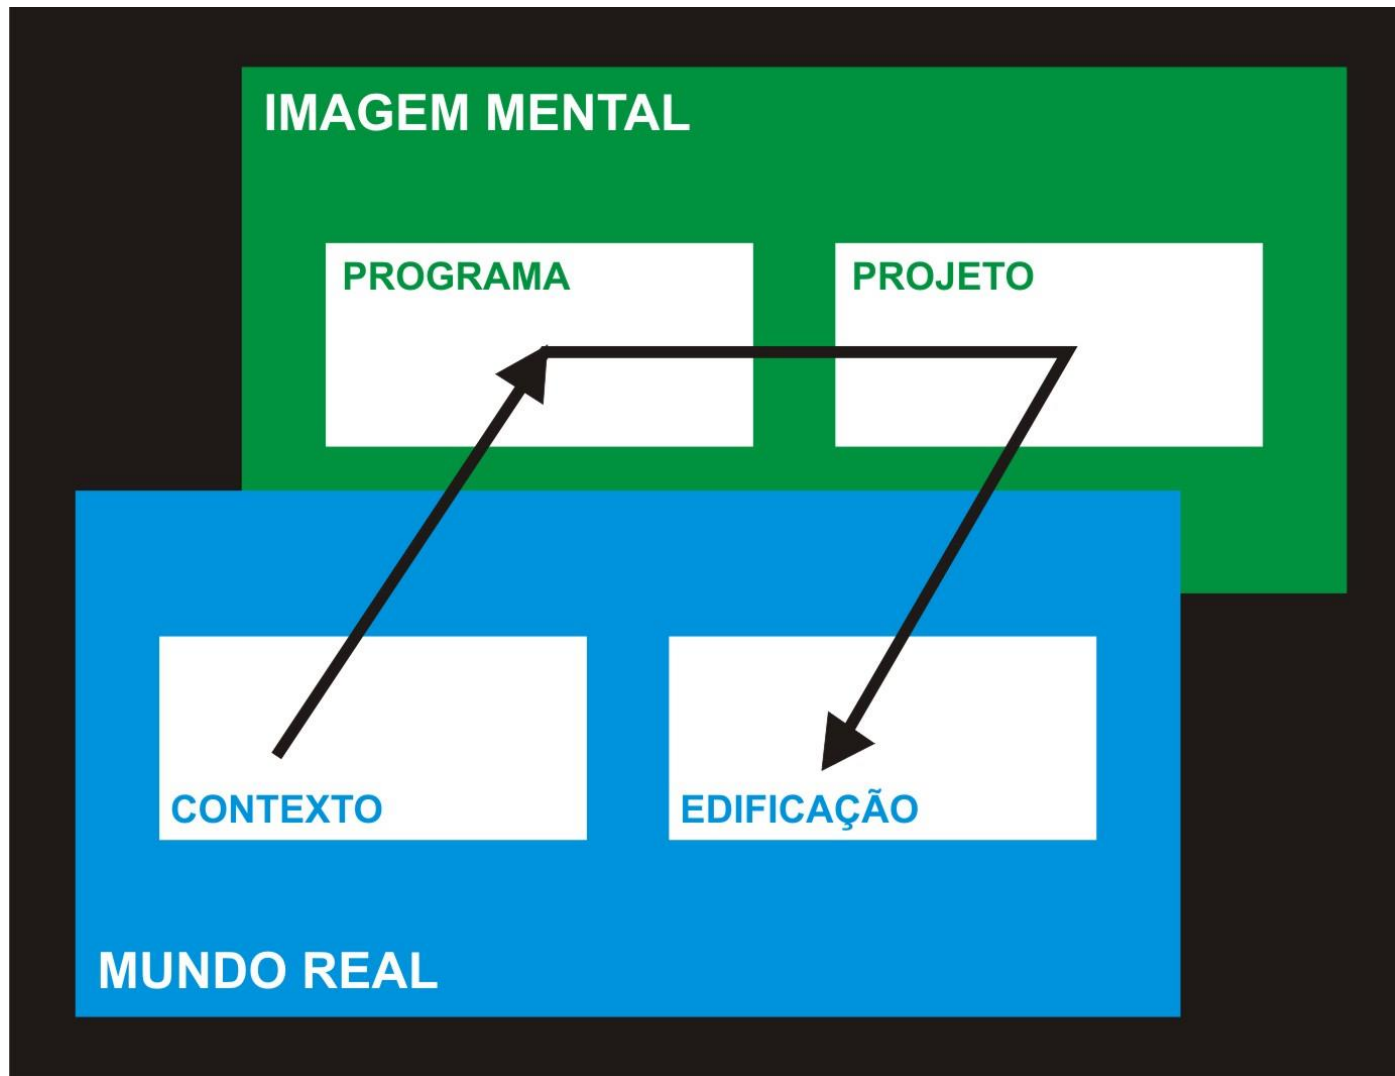 IMAGEM MENTAL
PROGRAMA
PROJETO
CONTEXTO
EDIFICAÇÃO
MUNDO REAL